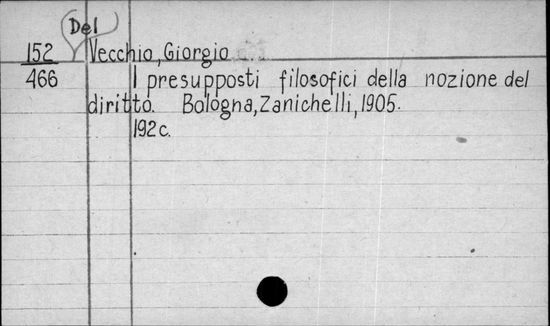 Del
152 Vecchio, Giorgio
466 I presupposti filosofici della nozione del
diritto. Bologna, Zanichelli, 1905.
192 c.